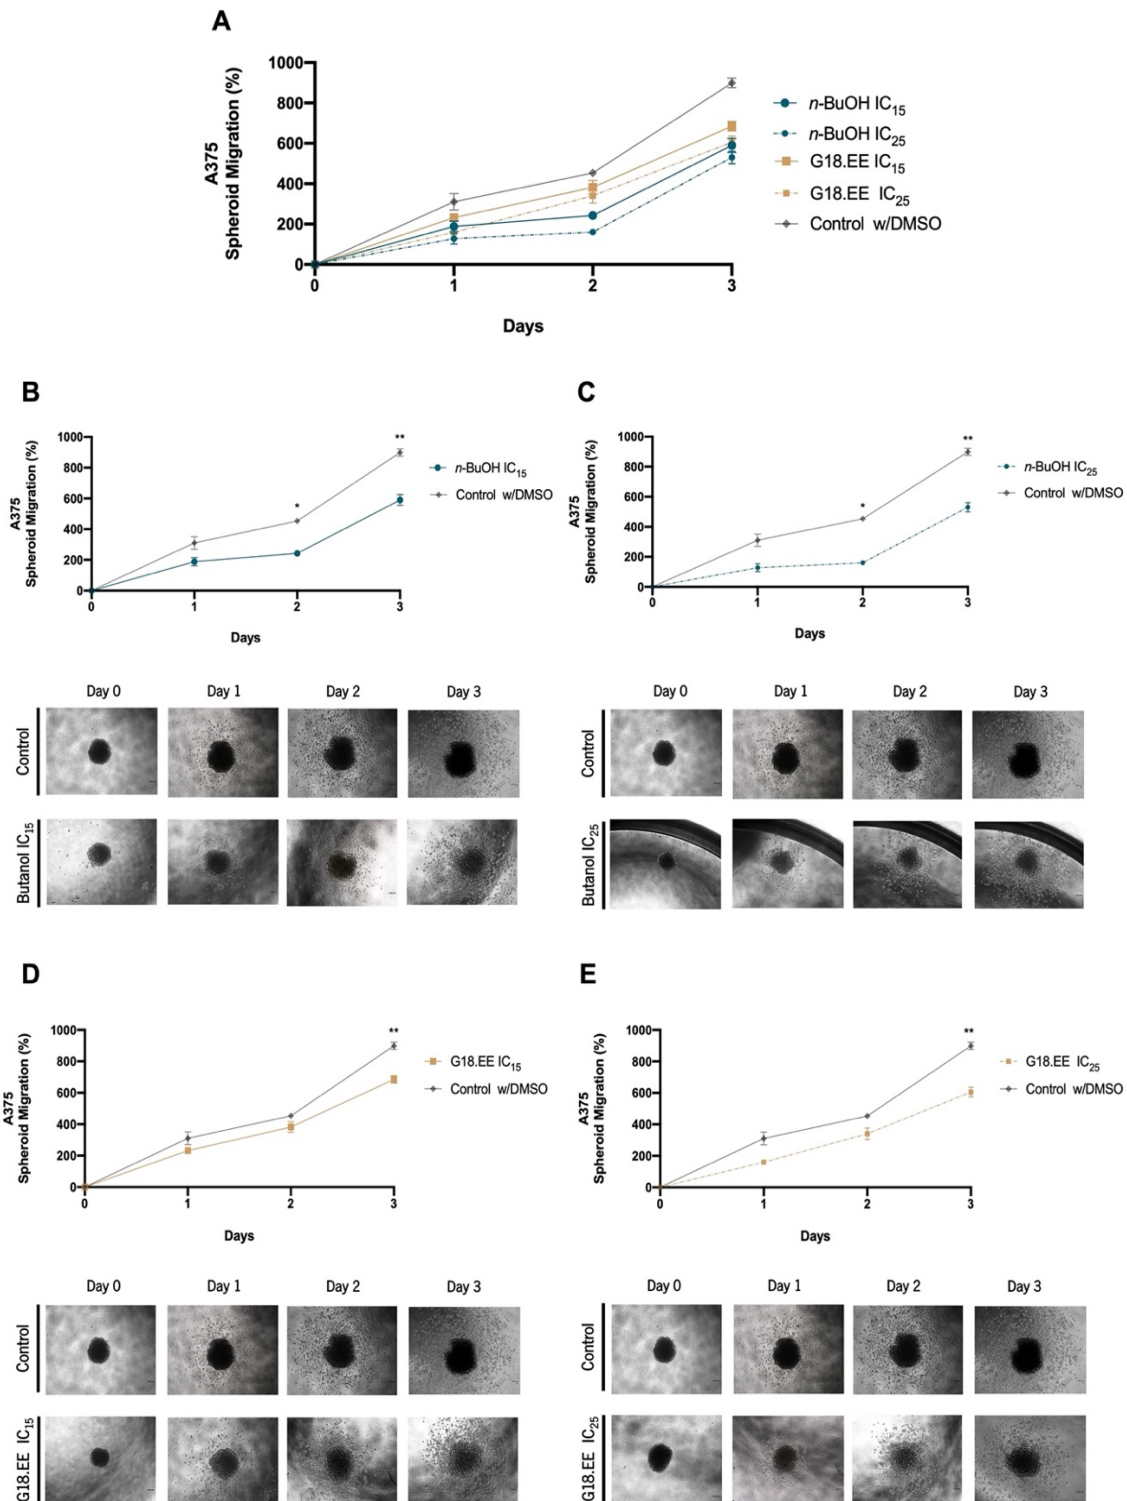 A
A375
Spheroid Migration (%)
1000
800
600
400
200
0
0 1 2 3
Days
n-BuOH IC15
n-BuOH IC25
G18.EE IC15
G18.EE IC25
Control w/DMSO
B
A375
Spheroid Migration (%)
1000
800
600
400
200
0
* **
0 1 2 3
Days
n-BuOH IC15
Control w/DMSO
C
A375
Spheroid Migration (%)
1000
800
600
400
200
0
* **
0 1 2 3
Days
n-BuOH IC25
Control w/DMSO
Day 0 Day 1 Day 2 Day 3
Control
Butanol IC15
Day 0 Day 1 Day 2 Day 3
Control
Butanol IC25
D
A375
Spheroid Migration (%)
1000
800
600
400
200
0
**
0 1 2 3
Days
G18.EE IC15
Control w/DMSO
E
A375
Spheroid Migration (%)
1000
800
600
400
200
0
**
0 1 2 3
Days
G18.EE IC25
Control w/DMSO
Day 0 Day 1 Day 2 Day 3
Control
G18.EE IC15
Day 0 Day 1 Day 2 Day 3
Control
G18.EE IC25